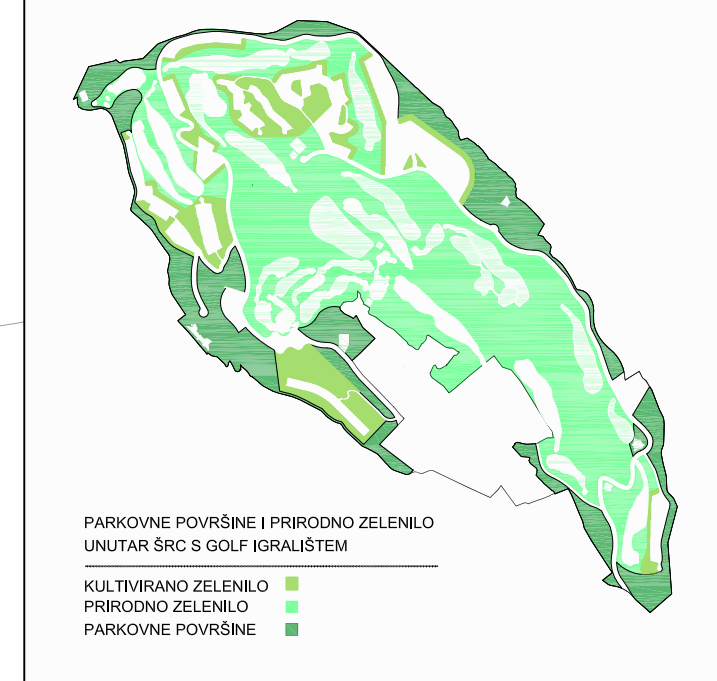 PARKOVNE POVRŠINE I PRIRODNO ZELENILO
UNUTAR ŠRC S GOLF IGRALIŠTEM
KULTIVIRANO ZELENILO
PRIRODNO ZELENILO
PARKOVNE POVRŠINE